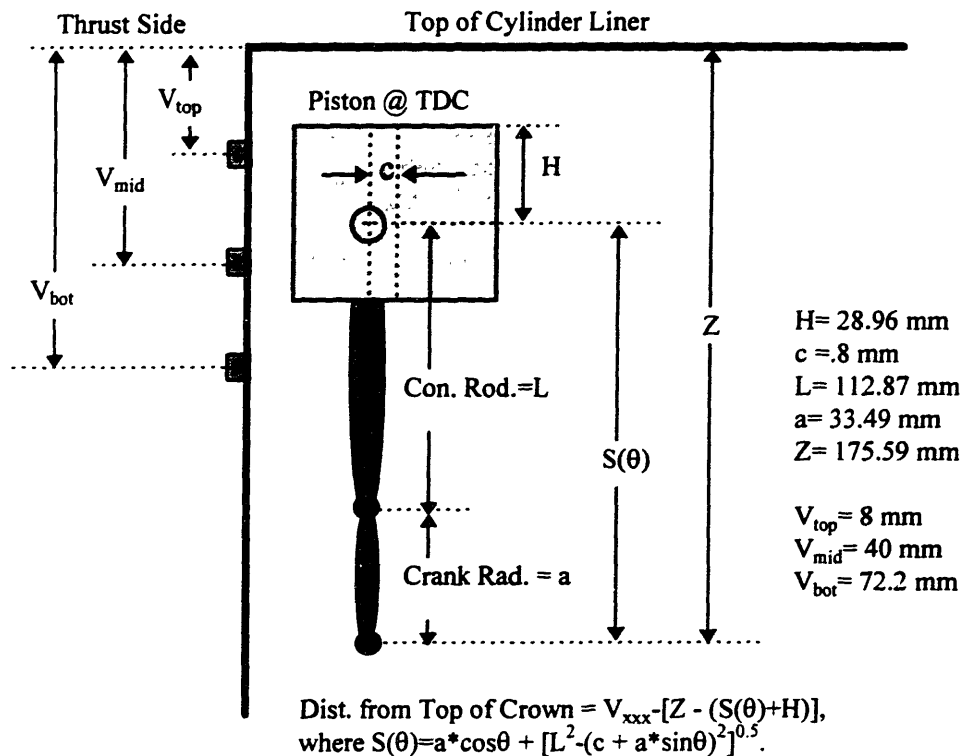 Thrust Side
Top of Cylinder Liner
V_top
Piston @ TDC
H
c
V_mid
V_bot
Z
H= 28.96 mm
c =.8 mm
Con. Rod.=L
L= 112.87 mm
a= 33.49 mm
S(θ)
Z= 175.59 mm
V_top= 8 mm
V_mid= 40 mm
Crank Rad. = a
V_bot= 72.2 mm
Dist. from Top of Crown = V_xxx-[Z - (S(θ)+H)],
where S(θ)=a*cosθ + [L^2-(c + a*sinθ)^2]^0.5.